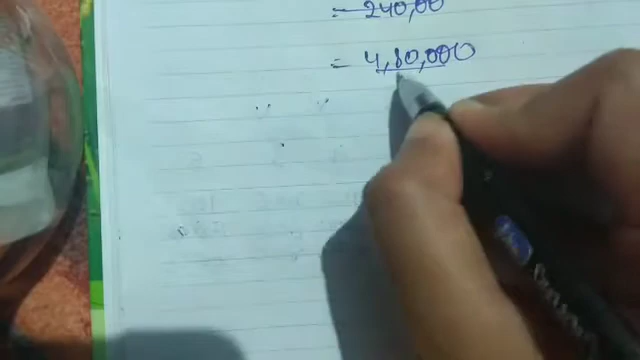 = 240,00
= 4,80,000